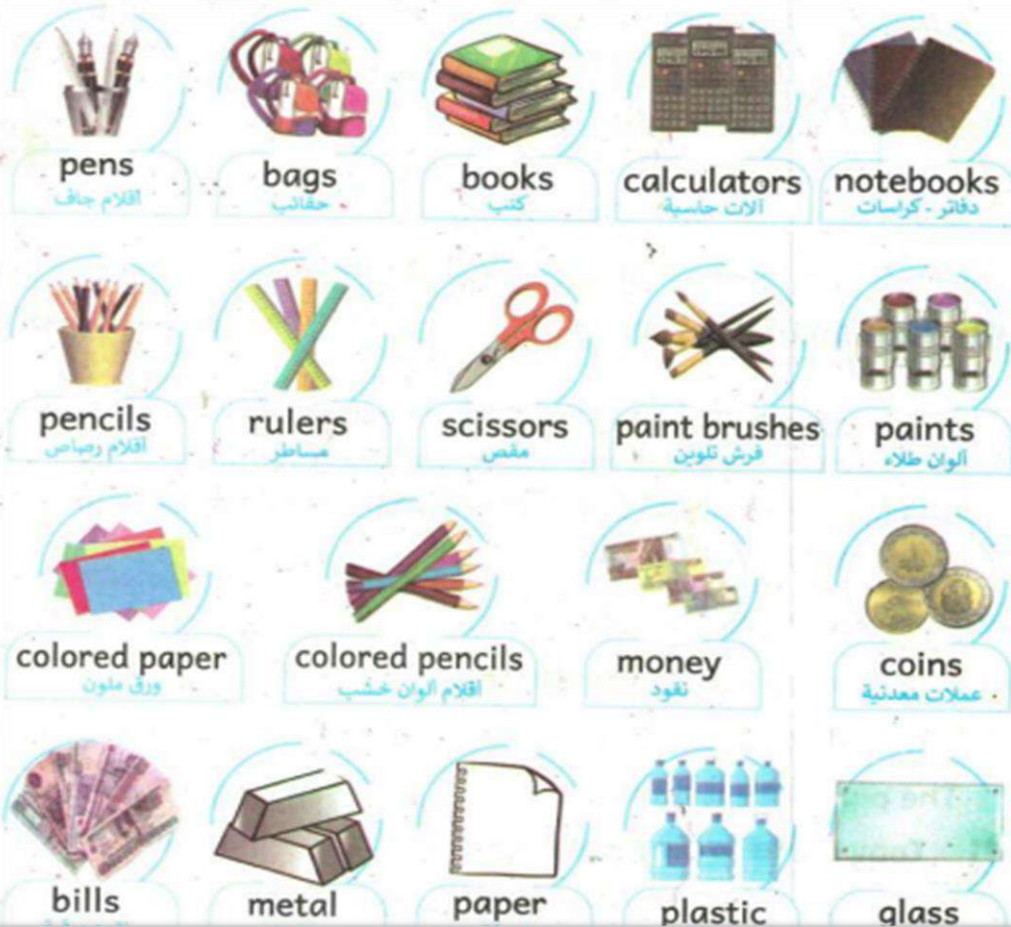 pens
أقلام جاف
bags
حقائب
books
كتب
calculators
آلات حاسبة
notebooks
دفاتر - كراسات
pencils
أقلام رصاص
rulers
مساطر
scissors
مقص
paint brushes
فرش تلوين
paints
ألوان طلاء
colored paper
ورق ملون
colored pencils
أقلام ألوان خشب
money
نقود
coins
عملات معدنية
bills
metal
paper
plastic
glass